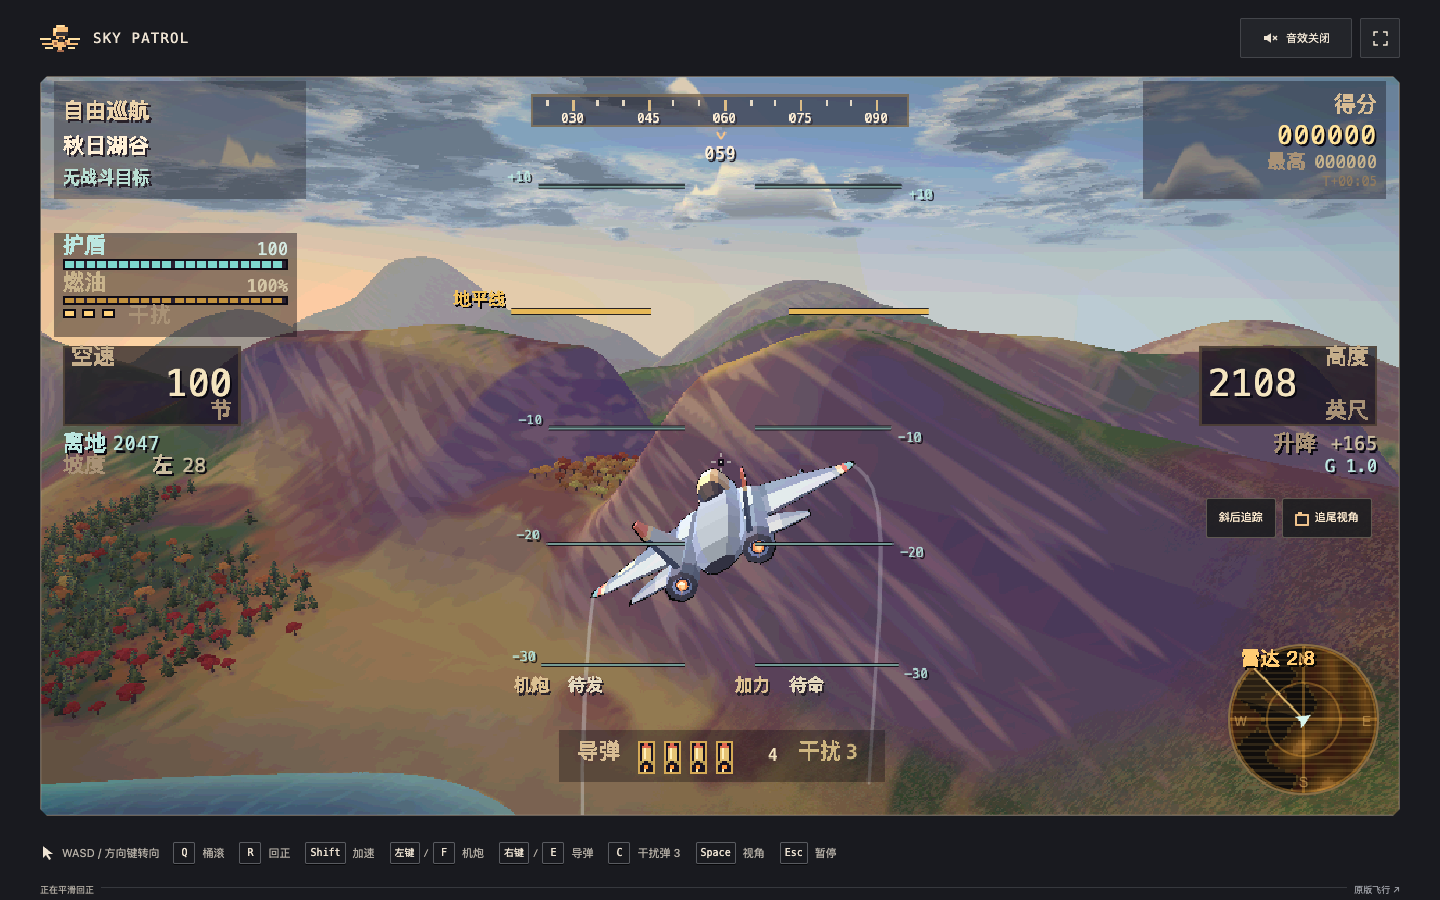 SKY PATROL
音效关闭
自由巡航
秋日湖谷
无战斗目标
030 045 060 075 090
059
得分
000000
最高 000000
T+00:05
+10 +10
护盾 100
燃油 100%
干扰
地平线
空速
100
节
离地 2047
坡度 左 28
高度
2108
英尺
升降 +165
G 1.0
-10 -10
斜后追踪 追尾视角
-20 -20
-30 -30
机炮 待发 加力 待命
雷达 2.8
W E
S
导弹 4 干扰 3
WASD / 方向键转向 Q 桶滚 R 回正 Shift 加速 左键 / F 机炮 右键 / E 导弹 C 干扰弹 3 Space 视角 Esc 暂停
正在平滑回正
原版飞行 ↗